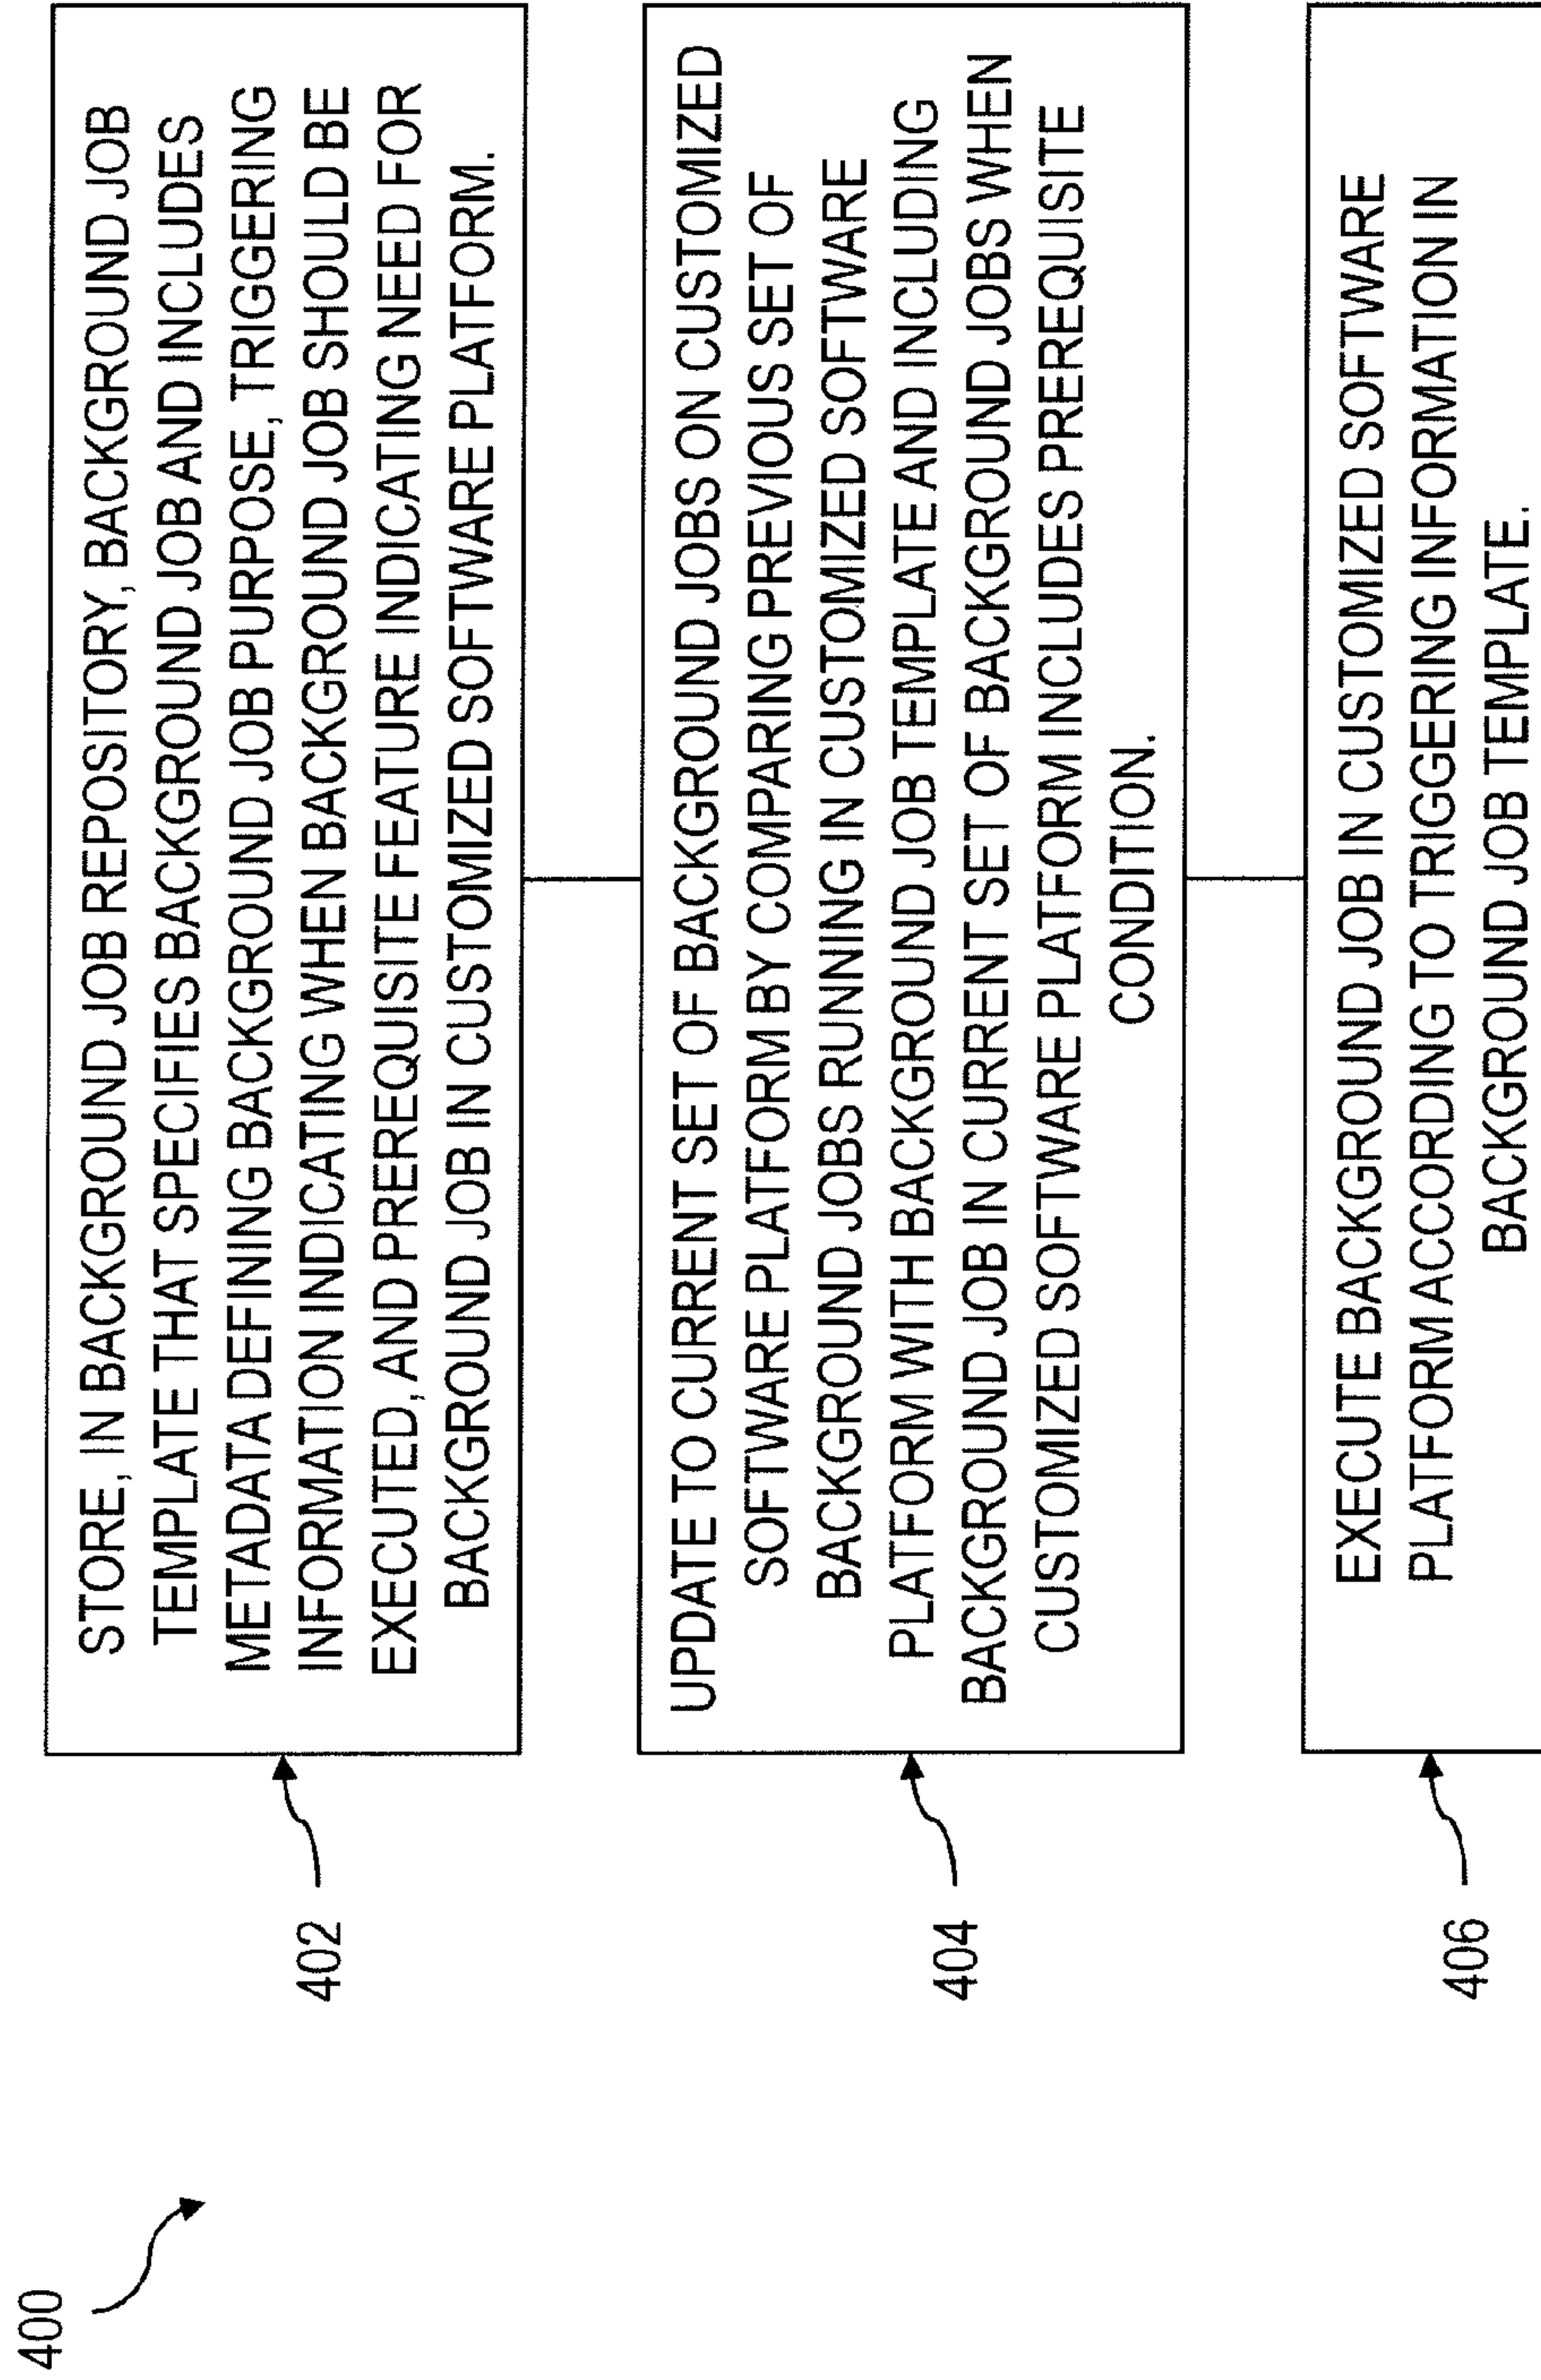 400
402
STORE, IN BACKGROUND JOB REPOSITORY, BACKGROUND JOB
TEMPLATE THAT SPECIFIES BACKGROUND JOB AND INCLUDES
METADATA DEFINING BACKGROUND JOB PURPOSE, TRIGGERING
INFORMATION INDICATING WHEN BACKGROUND JOB SHOULD BE
EXECUTED, AND PREREQUISITE FEATURE INDICATING NEED FOR
BACKGROUND JOB IN CUSTOMIZED SOFTWARE PLATFORM.
404
UPDATE TO CURRENT SET OF BACKGROUND JOBS ON CUSTOMIZED
SOFTWARE PLATFORM BY COMPARING PREVIOUS SET OF
BACKGROUND JOBS RUNNING IN CUSTOMIZED SOFTWARE
PLATFORM WITH BACKGROUND JOB TEMPLATE AND INCLUDING
BACKGROUND JOB IN CURRENT SET OF BACKGROUND JOBS WHEN
CUSTOMIZED SOFTWARE PLATFORM INCLUDES PREREQUISITE
CONDITION.
406
EXECUTE BACKGROUND JOB IN CUSTOMIZED SOFTWARE
PLATFORM ACCORDING TO TRIGGERING INFORMATION IN
BACKGROUND JOB TEMPLATE.